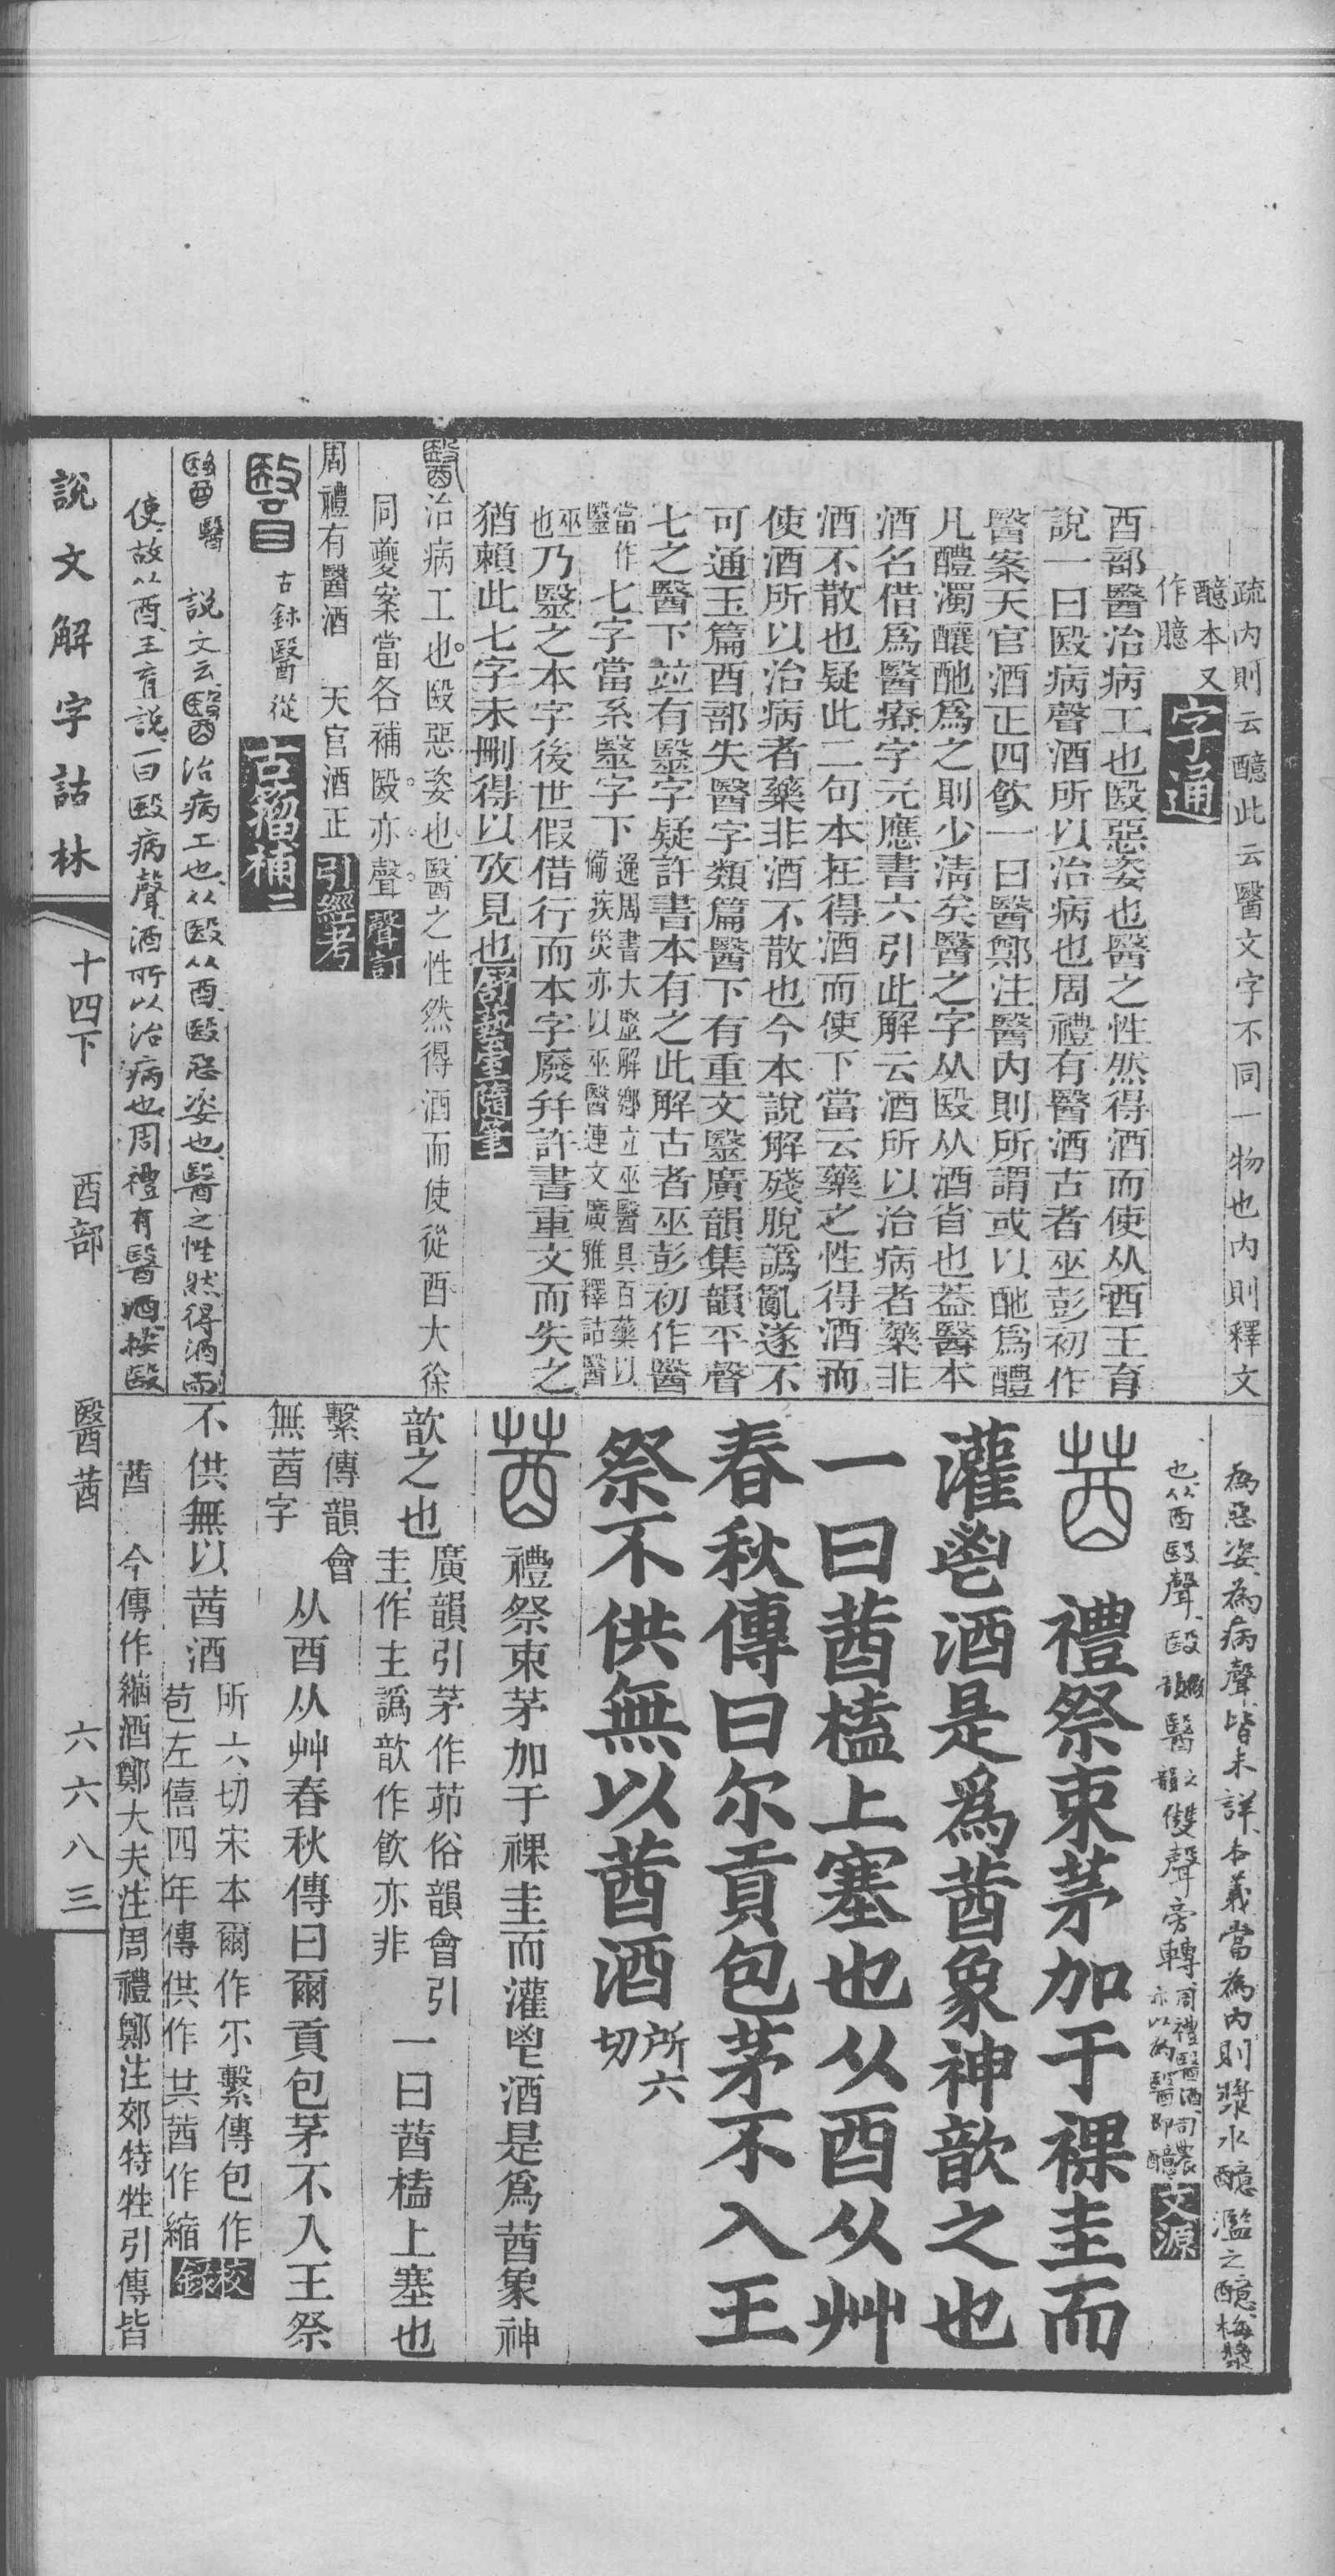 疏內則云醷此云醫文字不同一物也內則釋文
醷本又
作臆
字通
酉部醫治病工也殹惡姿也醫之性然得酒而使从酉王育
說一曰殹病聲酒所以治病也周禮有醫酒古者巫彭初作
醫案天官酒正四飲一曰醫鄭注醫內則所謂或以酏爲醴
凡醴濁釀酏爲之則少淸矣醫之字从殹从酒省也葢醫本
酒名借爲醫療字元應書六引此解云酒所以治病者藥非
酒不散也疑此二句本在得酒而使下當云藥之性得酒而
使酒所以治病者藥非酒不散也今本說解殘脫譌亂遂不
可通玉篇酉部失醫字類篇醫下有重文毉廣韻集韻平聲
七之醫下竝有毉字疑許書本有之此解古者巫彭初作醫
當作
毉
七字當系毉字下
逸周書大聚解鄉立巫醫具百藥以
備疾災亦以巫醫連文廣雅釋詁醫
巫
也
乃毉之本字後世假借行而本字廢幷許書重文而失之
猶賴此七字未刪得以攷見也
舒藝室隨筆
醫治病工也殹惡姿也醫之性然得酒而使從酉大徐
同夔案當各補殹亦聲
聲訂
周禮有醫酒 天官酒正
引經考
古鉥醫從
古籀補二
醫 說文云醫治病工也从殹从酉殹惡姿也醫之性然得酒而
使故从酉王育說一曰殹病聲酒所以治病也周禮有醫酒按殹
為惡姿為病聲皆未詳本義當為內則漿水醷濫之醷梅漿
也从酉殹聲殹
醫
雙聲旁轉
文源
茜
禮祭束茅加于祼圭而
灌鬯酒是爲莤象神歆之也
一曰莤榼上塞也从酉从艸
春秋傳曰尔貢包茅不入王
祭不供無以莤酒
所六
切
莤
禮祭束茅加于祼圭而灌鬯酒是爲莤象神
歆之也
廣韻引茅作茆俗韻會引
圭作主譌歆作飮亦非
一曰莤榼上塞也
繫傳韻會
無莤字
从酉从艸春秋傳曰爾貢包茅不入王祭
不供無以莤酒
所六切宋本爾作尔繫傳包作
苞左僖四年傳供作共莤作縮
校
錄
莤 今傳作縮酒鄭大夫注周禮鄭注郊特牲引傳皆
說文解字詁林
十四下
酉部
醫莤
六六八三